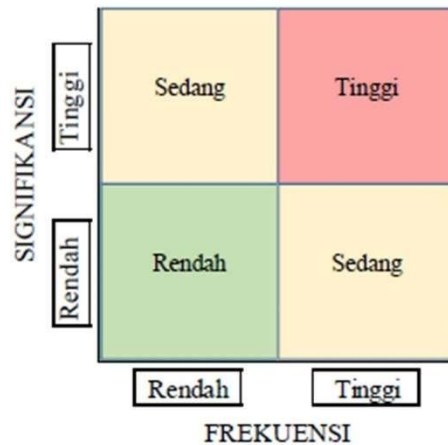 SIGNIFIKANSI
Tinggi
Sedang
Tinggi
Rendah
Rendah
Sedang
Rendah
Tinggi
FREKUENSI